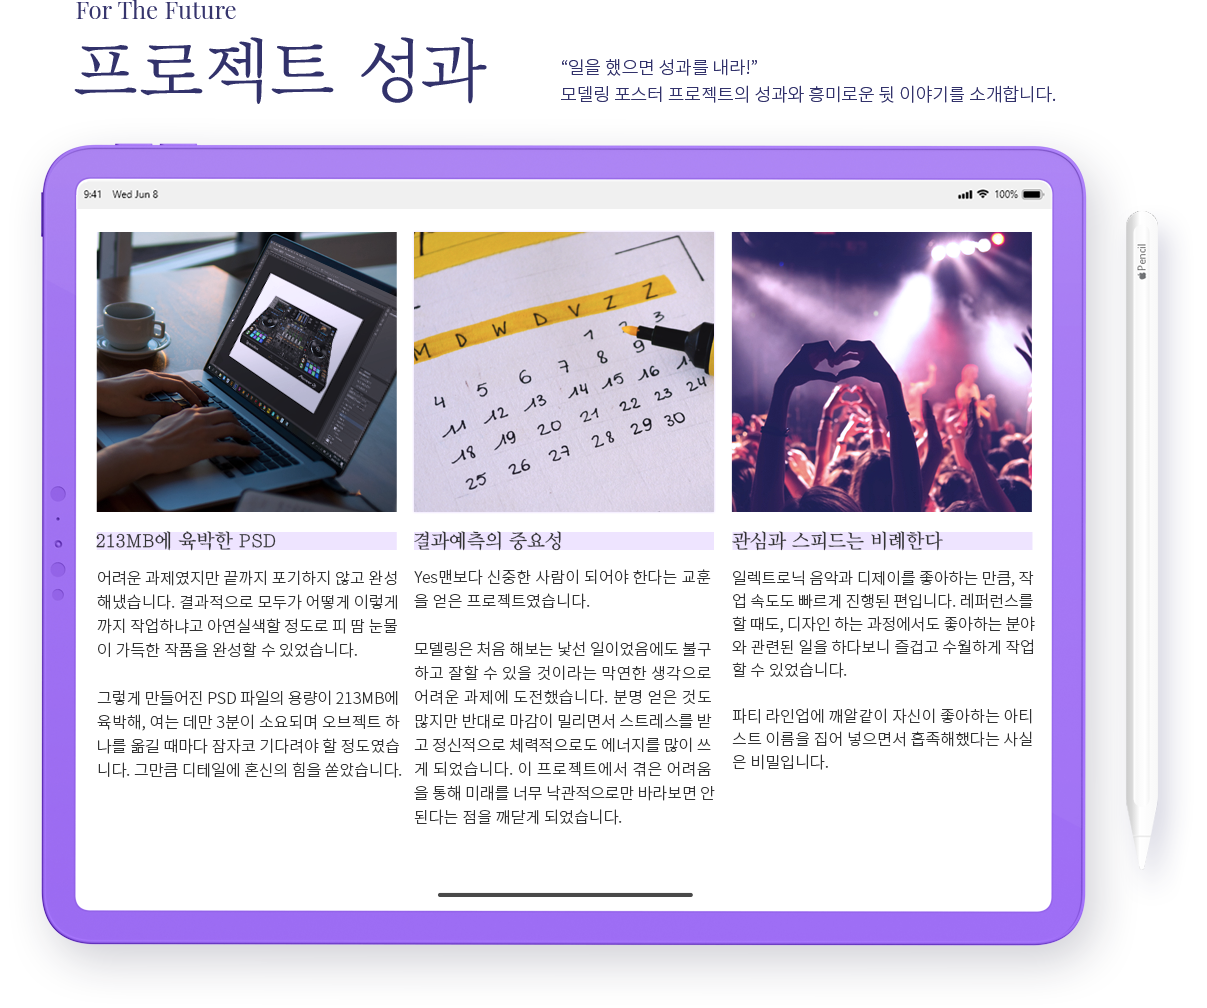 For The Future
프로젝트 성과
“일을 했으면 성과를 내라!”
모델링 포스터 프로젝트의 성과와 흥미로운 뒷 이야기를 소개합니다.
9:41 Wed Jun 8
100%
Pencil
M D W D V Z Z
1 2 3
4 5 6 7 8 9
11 12 13 14 15 16
18 19 20 21 22 23 24
25 26 27 28 29 30
213MB에 육박한 PSD
어려운 과제였지만 끝까지 포기하지 않고 완성
해냈습니다. 결과적으로 모두가 어떻게 이렇게
까지 작업하냐고 아연실색할 정도로 피 땀 눈물
이 가득한 작품을 완성할 수 있었습니다.
그렇게 만들어진 PSD 파일의 용량이 213MB에
육박해, 여는 데만 3분이 소요되며 오브젝트 하
나를 옮길 때마다 잠자코 기다려야 할 정도였습
니다. 그만큼 디테일에 혼신의 힘을 쏟았습니다.
결과예측의 중요성
Yes맨보다 신중한 사람이 되어야 한다는 교훈
을 얻은 프로젝트였습니다.
모델링은 처음 해보는 낯선 일이었음에도 불구
하고 잘할 수 있을 것이라는 막연한 생각으로
어려운 과제에 도전했습니다. 분명 얻은 것도
많지만 반대로 마감이 밀리면서 스트레스를 받
고 정신적으로 체력적으로도 에너지를 많이 쓰
게 되었습니다. 이 프로젝트에서 겪은 어려움
을 통해 미래를 너무 낙관적으로만 바라보면 안
된다는 점을 깨닫게 되었습니다.
관심과 스피드는 비례한다
일렉트로닉 음악과 디제이를 좋아하는 만큼, 작
업 속도도 빠르게 진행된 편입니다. 레퍼런스를
할 때도, 디자인 하는 과정에서도 좋아하는 분야
와 관련된 일을 하다보니 즐겁고 수월하게 작업
할 수 있었습니다.
파티 라인업에 깨알같이 자신이 좋아하는 아티
스트 이름을 집어 넣으면서 흡족해했다는 사실
은 비밀입니다.